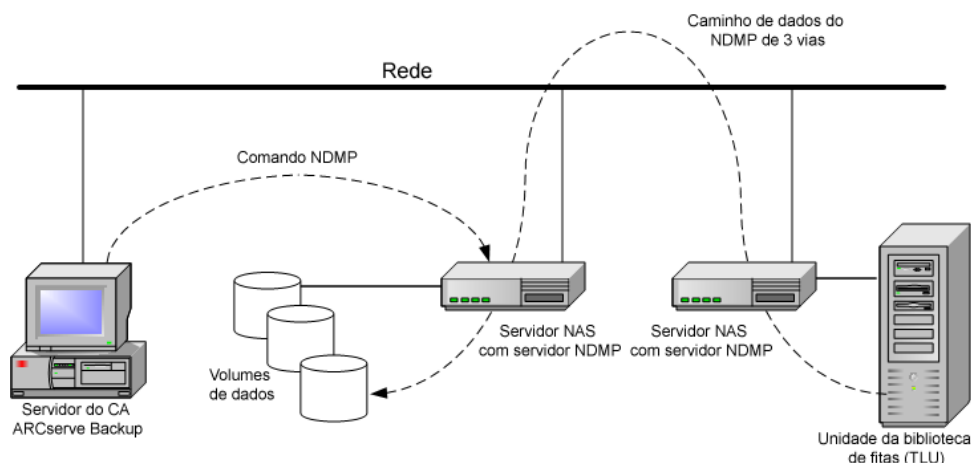 Caminho de dados do
NDMP de 3 vias
Rede
Comando NDMP
Servidor NAS
com servidor NDMP
Servidor NAS
com servidor NDMP
Volumes
de dados
Servidor do CA
ARCserve Backup
Unidade da biblioteca
de fitas (TLU)